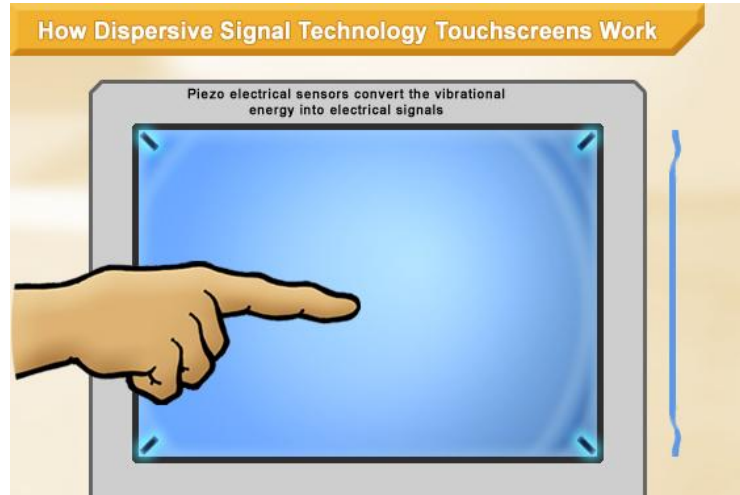 How Dispersive Signal Technology Touchscreens Work
Piezo electrical sensors convert the vibrational
energy into electrical signals